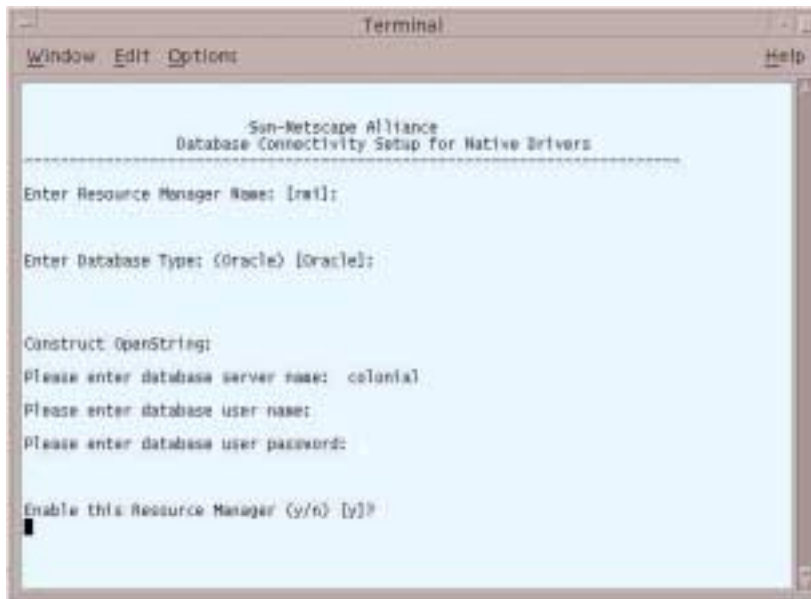 Terminal
Window Edit Options Help
Sun-Netscape Alliance
Database Connectivity Setup for Native Drivers
--------------------------------------------------------------------------
Enter Resource Manager Name: [rm1]:
Enter Database Type: (Oracle) [Oracle]:
Construct OpenString:
Please enter database server name: colonial
Please enter database user name:
Please enter database user password:
Enable this Resource Manager (y/n) [y]?